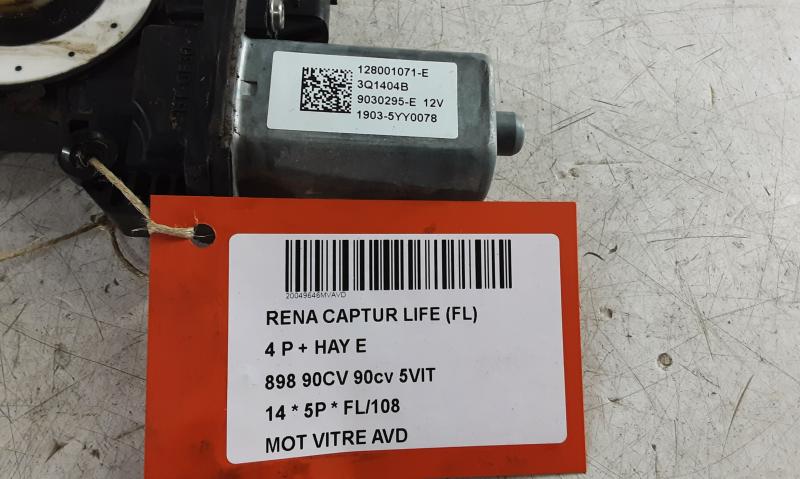 128001071-E
3Q1404B
9030295-E 12V
1903-5YY0078
20049646MVAVD
RENA CAPTUR LIFE (FL)
4 P + HAY E
898 90CV 90cv 5VIT
14 * 5P * FL/108
MOT VITRE AVD